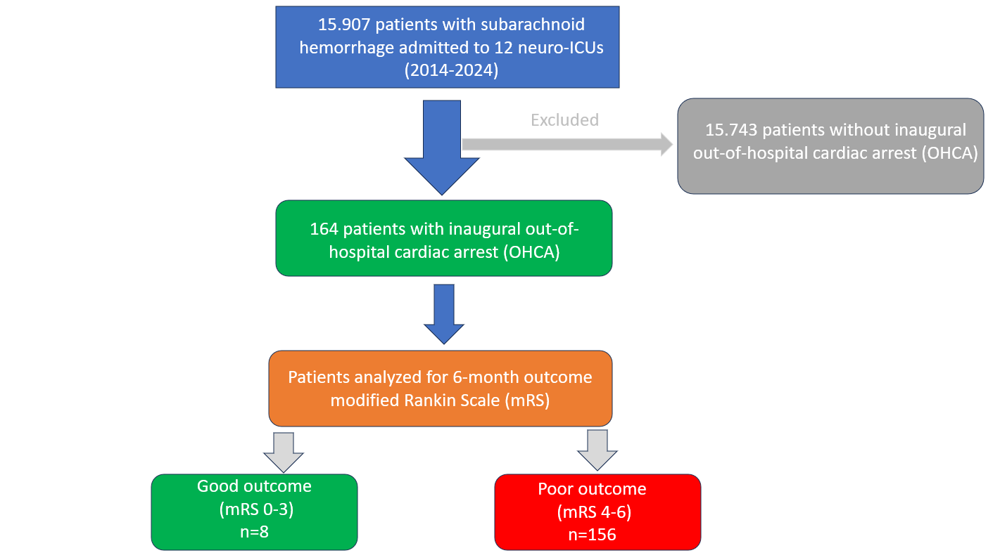 15.907 patients with subarachnoid
hemorrhage admitted to 12 neuro-ICUs
(2014-2024)
Excluded
15.743 patients without inaugural
out-of-hospital cardiac arrest (OHCA)
164 patients with inaugural out-of-
hospital cardiac arrest (OHCA)
Patients analyzed for 6-month outcome
modified Rankin Scale (mRS)
Good outcome
(mRS 0-3)
n=8
Poor outcome
(mRS 4-6)
n=156